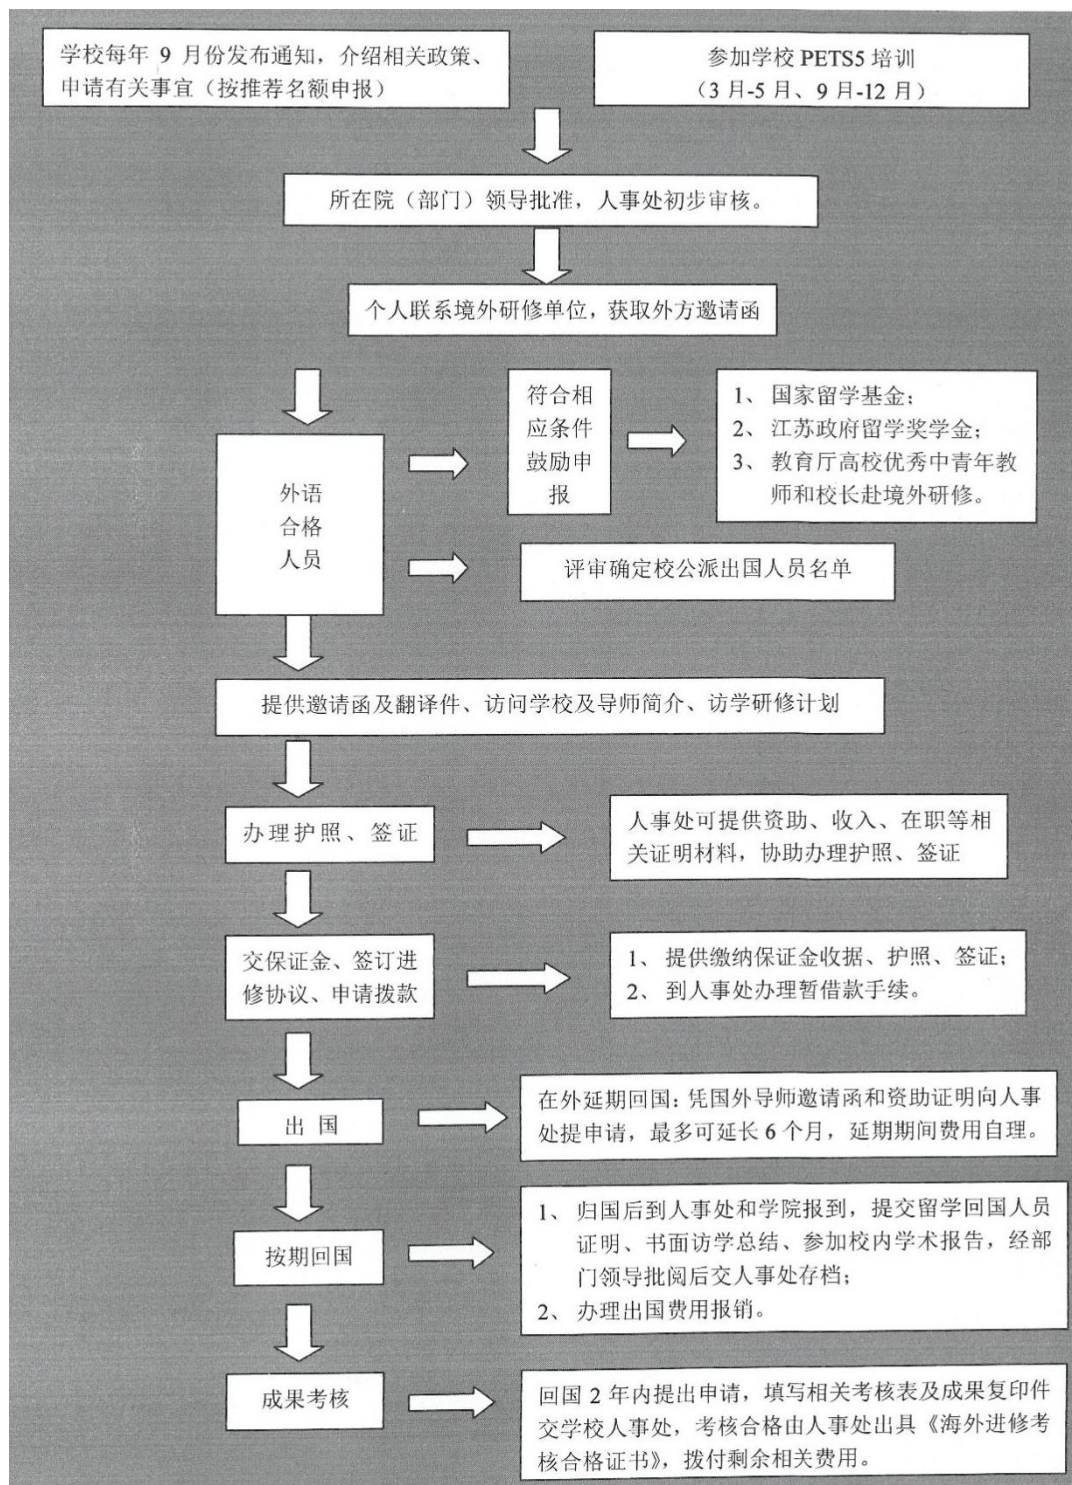 学校每年 9 月份发布通知，介绍相关政策、
申请有关事宜（按推荐名额申报）
参加学校 PETS5 培训
（3 月-5 月、9 月-12 月）
所在院（部门）领导批准，人事处初步审核。
个人联系境外研修单位，获取外方邀请函
外语
合格
人员
符合相
应条件
鼓励申
报
1、 国家留学基金；
2、 江苏政府留学奖学金；
3、 教育厅高校优秀中青年教
师和校长赴境外研修。
评审确定校公派出国人员名单
提供邀请函及翻译件、访问学校及导师简介、访学研修计划
办理护照、签证
人事处可提供资助、收入、在职等相
关证明材料，协助办理护照、签证
交保证金、签订进
修协议、申请拨款
1、 提供缴纳保证金收据、护照、签证；
2、 到人事处办理暂借款手续。
出 国
在外延期回国：凭国外导师邀请函和资助证明向人事
处提申请，最多可延长 6 个月，延期期间费用自理。
按期回国
1、 归国后到人事处和学院报到，提交留学回国人员
证明、书面访学总结、参加校内学术报告，经部
门领导批阅后交人事处存档；
2、 办理出国费用报销。
成果考核
回国 2 年内提出申请，填写相关考核表及成果复印件
交学校人事处，考核合格由人事处出具《海外进修考
核合格证书》，拨付剩余相关费用。